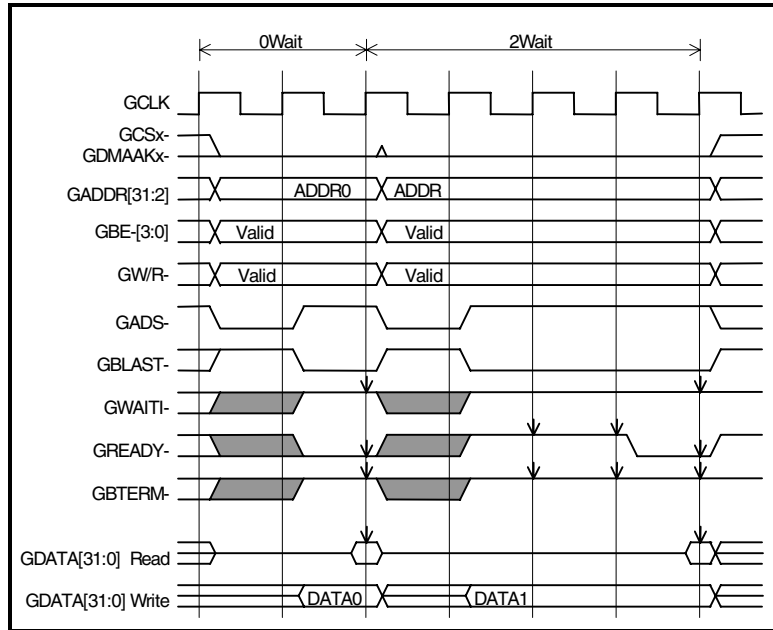 0Wait 2Wait
GCLK
GCSx-
GDMAAKx-
GADDR[31:2] ADDR0 ADDR
GBE-[3:0] Valid Valid
GW/R- Valid Valid
GADS-
GBLAST-
GWAITI-
GREADY-
GBTERM-
GDATA[31:0] Read
GDATA[31:0] Write DATA0 DATA1